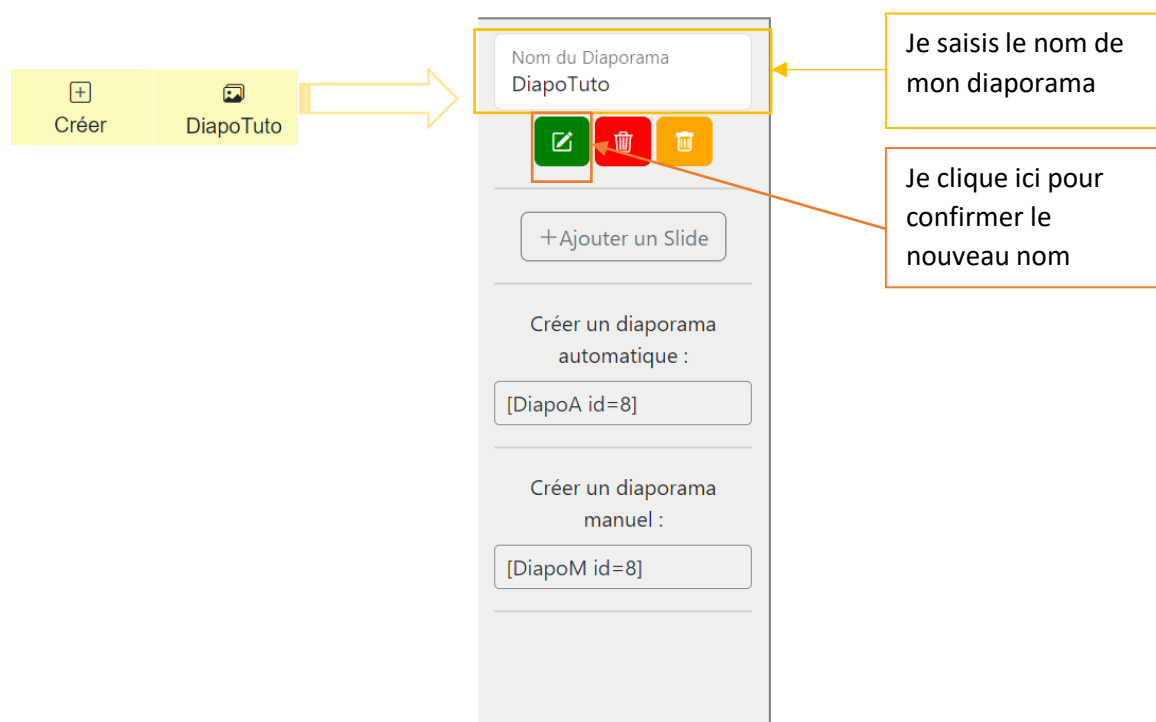 Créer
DiapoTuto
Nom du Diaporama
DiapoTuto
Je saisis le nom de
mon diaporama
Je clique ici pour
confirmer le
nouveau nom
+Ajouter un Slide
Créer un diaporama
automatique :
[DiapoA id=8]
Créer un diaporama
manuel :
[DiapoM id=8]